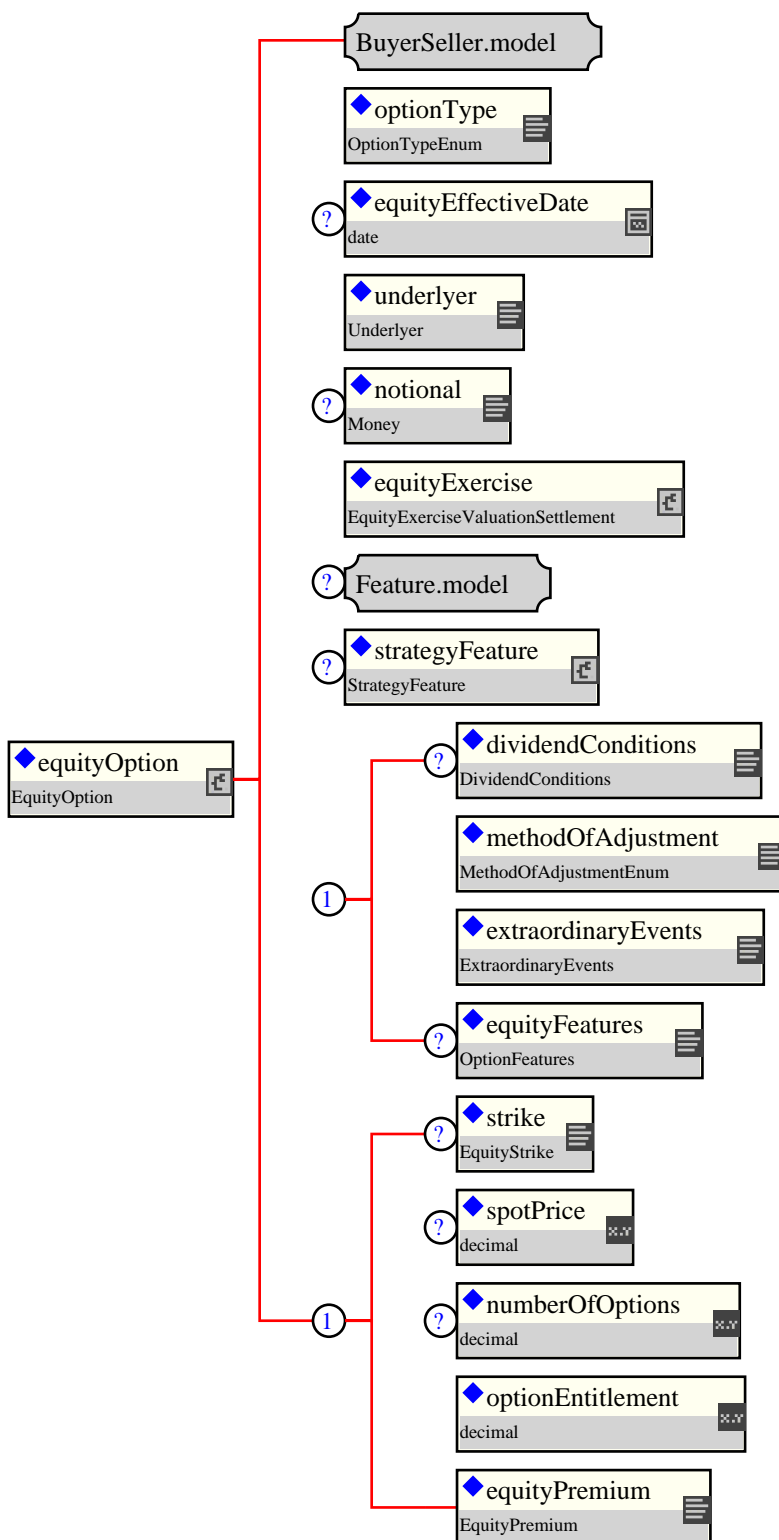 BuyerSeller.model
optionType
OptionTypeEnum
?
equityEffectiveDate
date
underlyer
Underlyer
?
notional
Money
equityExercise
EquityExerciseValuationSettlement
?
Feature.model
?
strategyFeature
StrategyFeature
equityOption
EquityOption
1
?
dividendConditions
DividendConditions
methodOfAdjustment
MethodOfAdjustmentEnum
extraordinaryEvents
ExtraordinaryEvents
?
equityFeatures
OptionFeatures
1
?
strike
EquityStrike
?
spotPrice
decimal
x.Y
?
numberOfOptions
decimal
x.Y
optionEntitlement
decimal
x.Y
equityPremium
EquityPremium